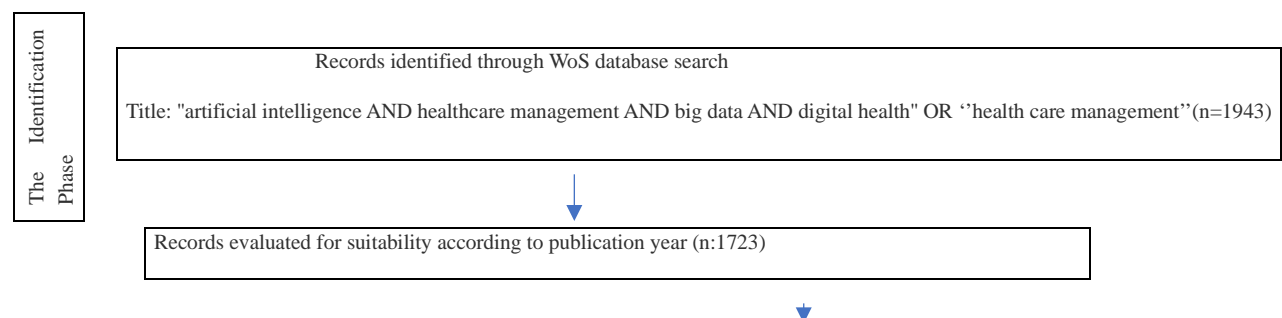 The Identification
Phase
Records identified through WoS database search
Title: "artificial intelligence AND healthcare management AND big data AND digital health" OR ‘’health care management’’(n=1943)
Records evaluated for suitability according to publication year (n:1723)